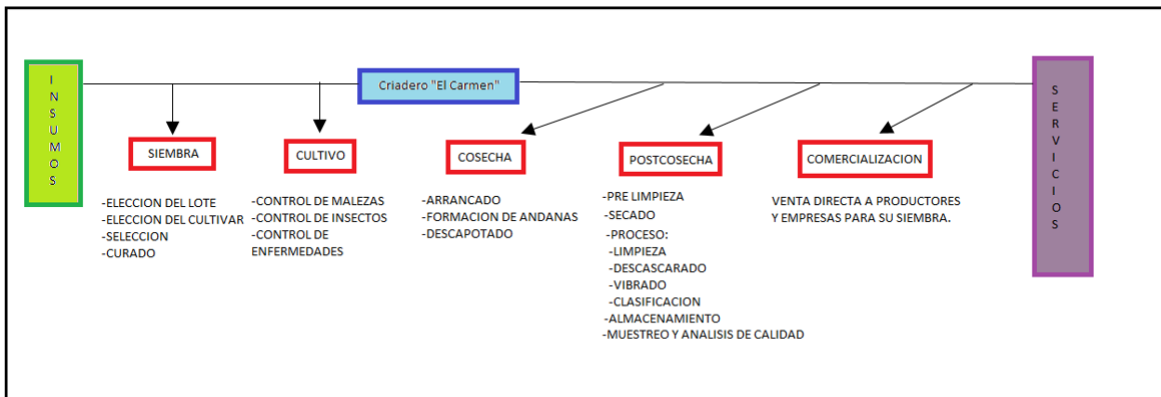 INSUMOS
Criadero "El Carmen"
SERVICIOS
SIEMBRA
-ELECCION DEL LOTE
-ELECCION DEL CULTIVAR
-SELECCION
-CURADO
CULTIVO
-CONTROL DE MALEZAS
-CONTROL DE INSECTOS
-CONTROL DE
ENFERMEDADES
COSECHA
-ARRANCADO
-FORMACION DE ANDANAS
-DESCAPOTADO
POSTCOSECHA
-PRE LIMPIEZA
-SECADO
-PROCESO:
-LIMPIEZA
-DESCASCARADO
-VIBRADO
-CLASIFICACION
-ALMACENAMIENTO
-MUESTREO Y ANALISIS DE CALIDAD
COMERCIALIZACION
VENTA DIRECTA A PRODUCTORES
Y EMPRESAS PARA SU SIEMBRA.